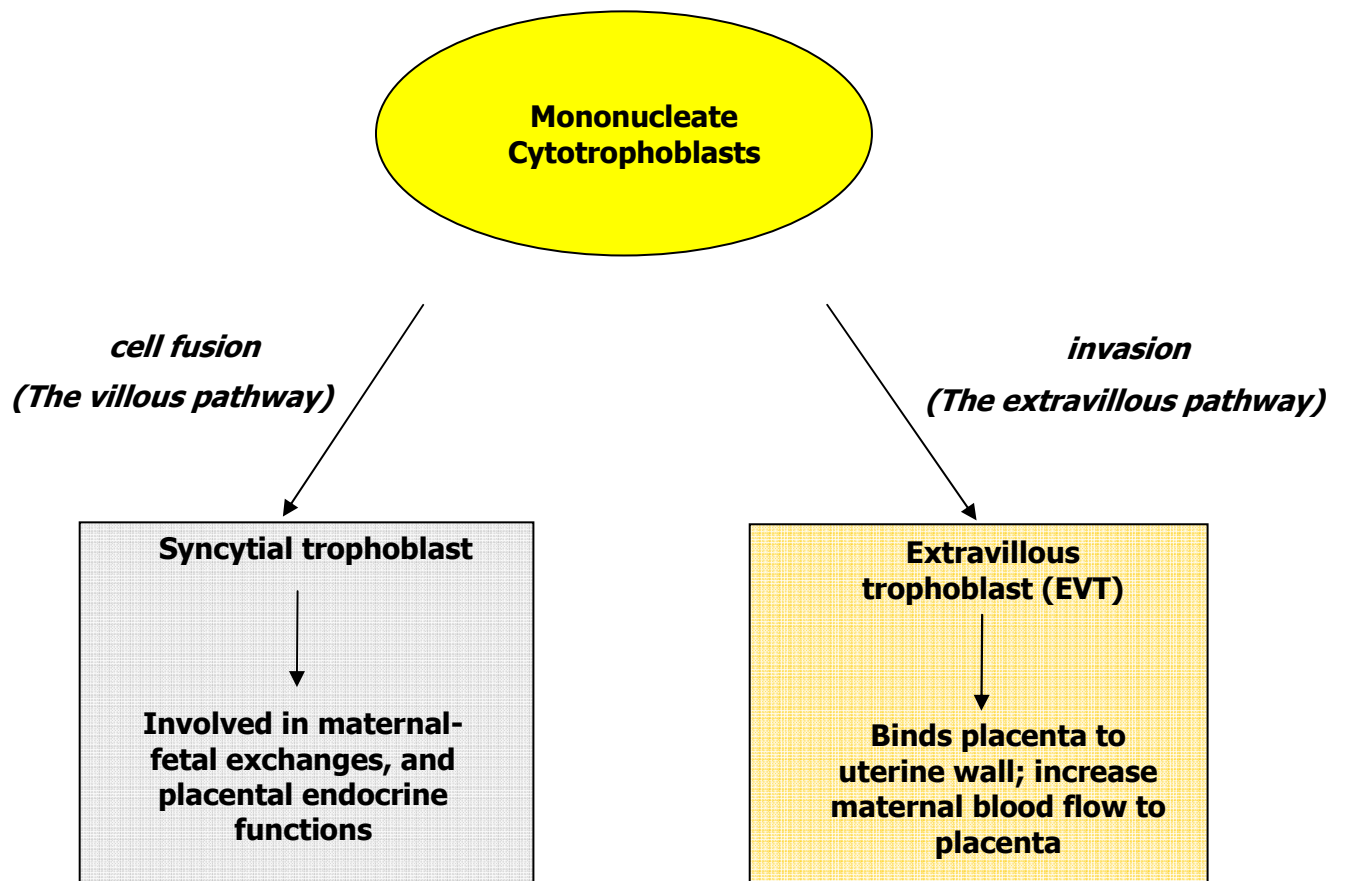 Mononucleate
Cytotrophoblasts
cell fusion
(The villous pathway)
invasion
(The extravillous pathway)
Syncytial trophoblast
Involved in maternal-
fetal exchanges, and
placental endocrine
functions
Extravillous
trophoblast (EVT)
Binds placenta to
uterine wall; increase
maternal blood flow to
placenta